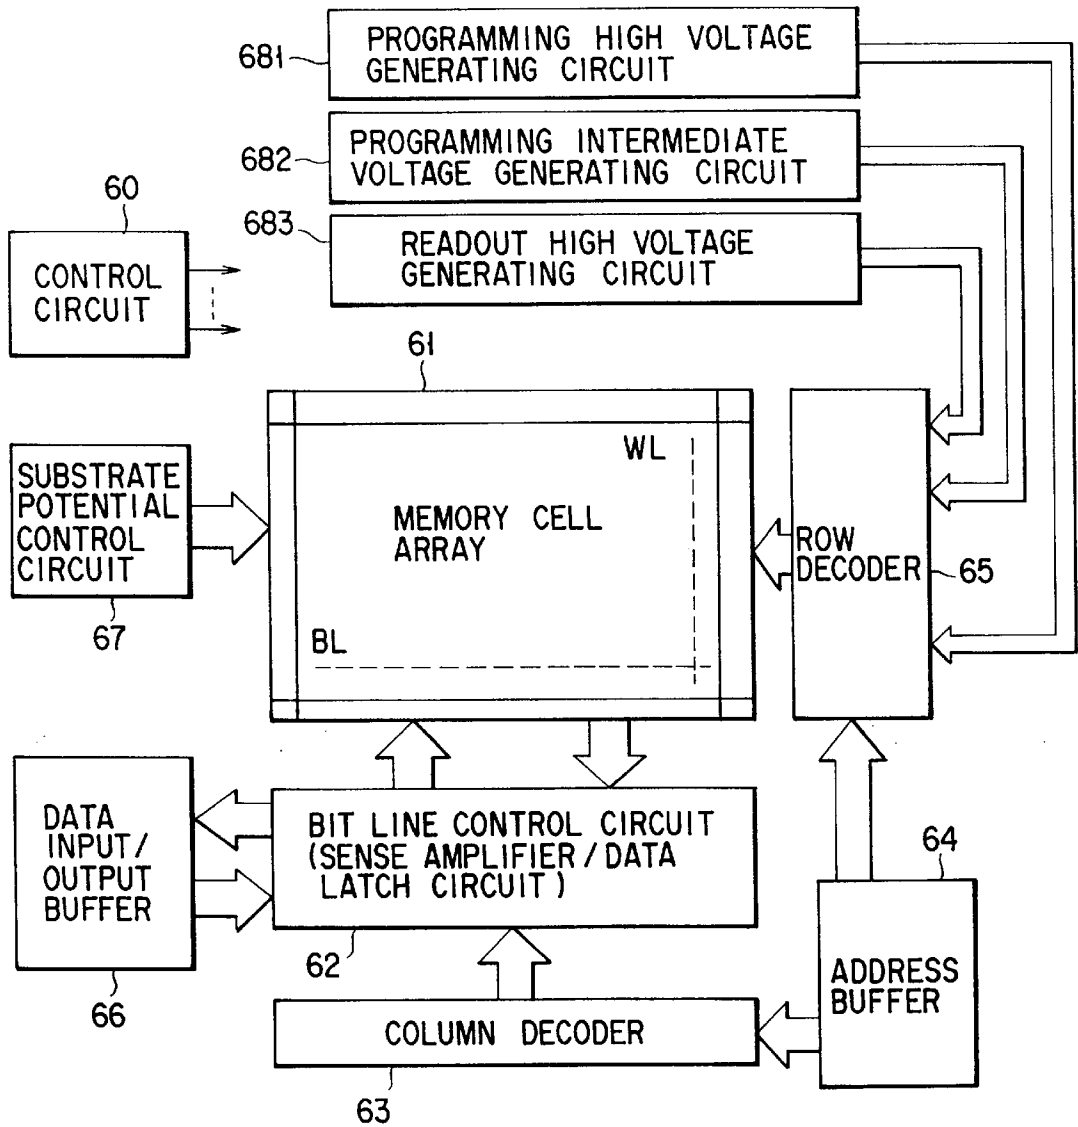 681
PROGRAMMING HIGH VOLTAGE
GENERATING CIRCUIT
682
PROGRAMMING INTERMEDIATE
VOLTAGE GENERATING CIRCUIT
683
READOUT HIGH VOLTAGE
GENERATING CIRCUIT
60
CONTROL
CIRCUIT
61
WL
MEMORY CELL
ARRAY
BL
SUBSTRATE
POTENTIAL
CONTROL
CIRCUIT
67
ROW
DECODER
65
DATA
INPUT/
OUTPUT
BUFFER
66
BIT LINE CONTROL CIRCUIT
(SENSE AMPLIFIER/DATA
LATCH CIRCUIT)
62
64
ADDRESS
BUFFER
COLUMN DECODER
63